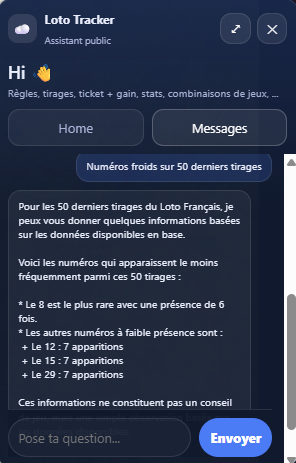 Loto Tracker
Assistant public
Hi 👋
Règles, tirages, ticket + gain, stats, combinaisons de jeux, ...
Home
Messages
Numéros froids sur 50 derniers tirages
Pour les 50 derniers tirages du Loto Français, je
peux vous donner quelques informations basées
sur les données disponibles en base.
Voici les numéros qui apparaissent le moins
fréquemment parmi ces 50 tirages :
* Le 8 est le plus rare avec une présence de 6
fois.
* Les autres numéros à faible présence sont :
+ Le 12 : 7 apparitions
+ Le 15 : 7 apparitions
+ Le 29 : 7 apparitions
Ces informations ne constituent pas un conseil
Pose ta question...
Envoyer